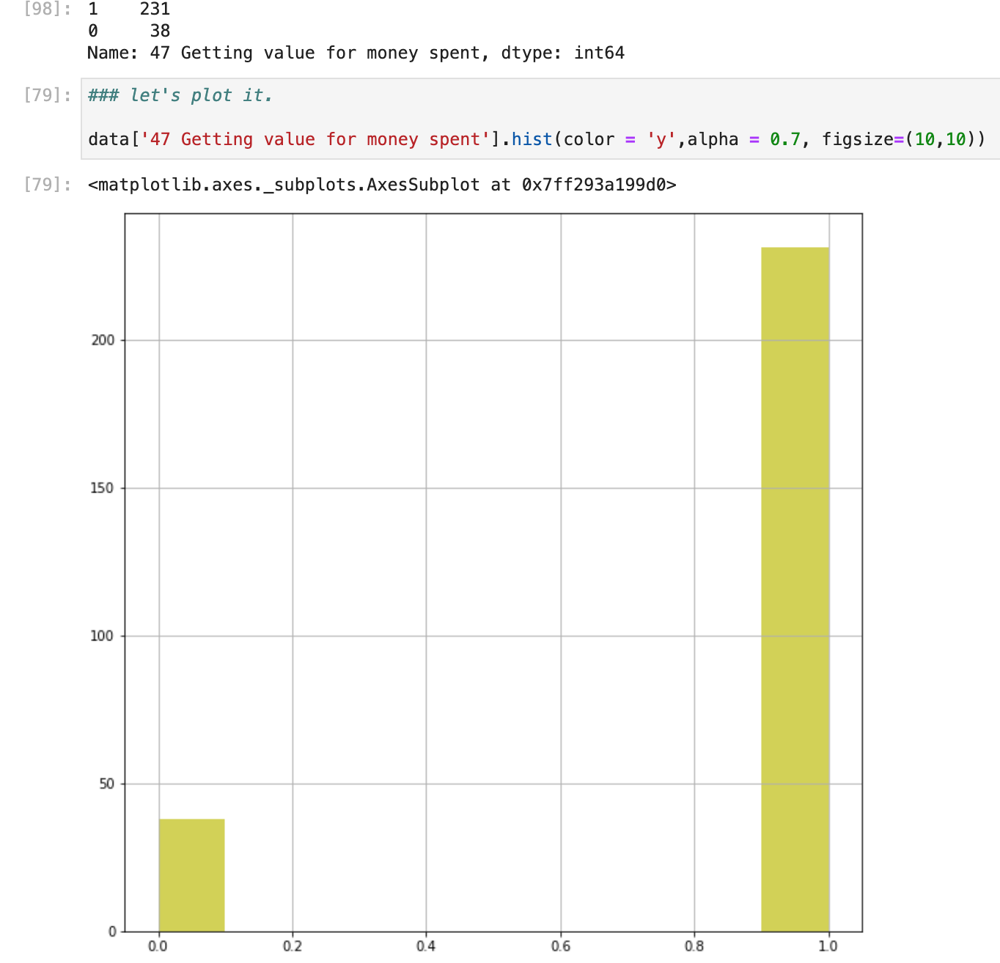 [98]: 1    231
0     38
Name: 47 Getting value for money spent, dtype: int64
[79]: ### let's plot it.
data['47 Getting value for money spent'].hist(color = 'y',alpha = 0.7, figsize=(10,10))
[79]: <matplotlib.axes._subplots.AxesSubplot at 0x7ff293a199d0>
200
150
100
50
0
0.0 0.2 0.4 0.6 0.8 1.0